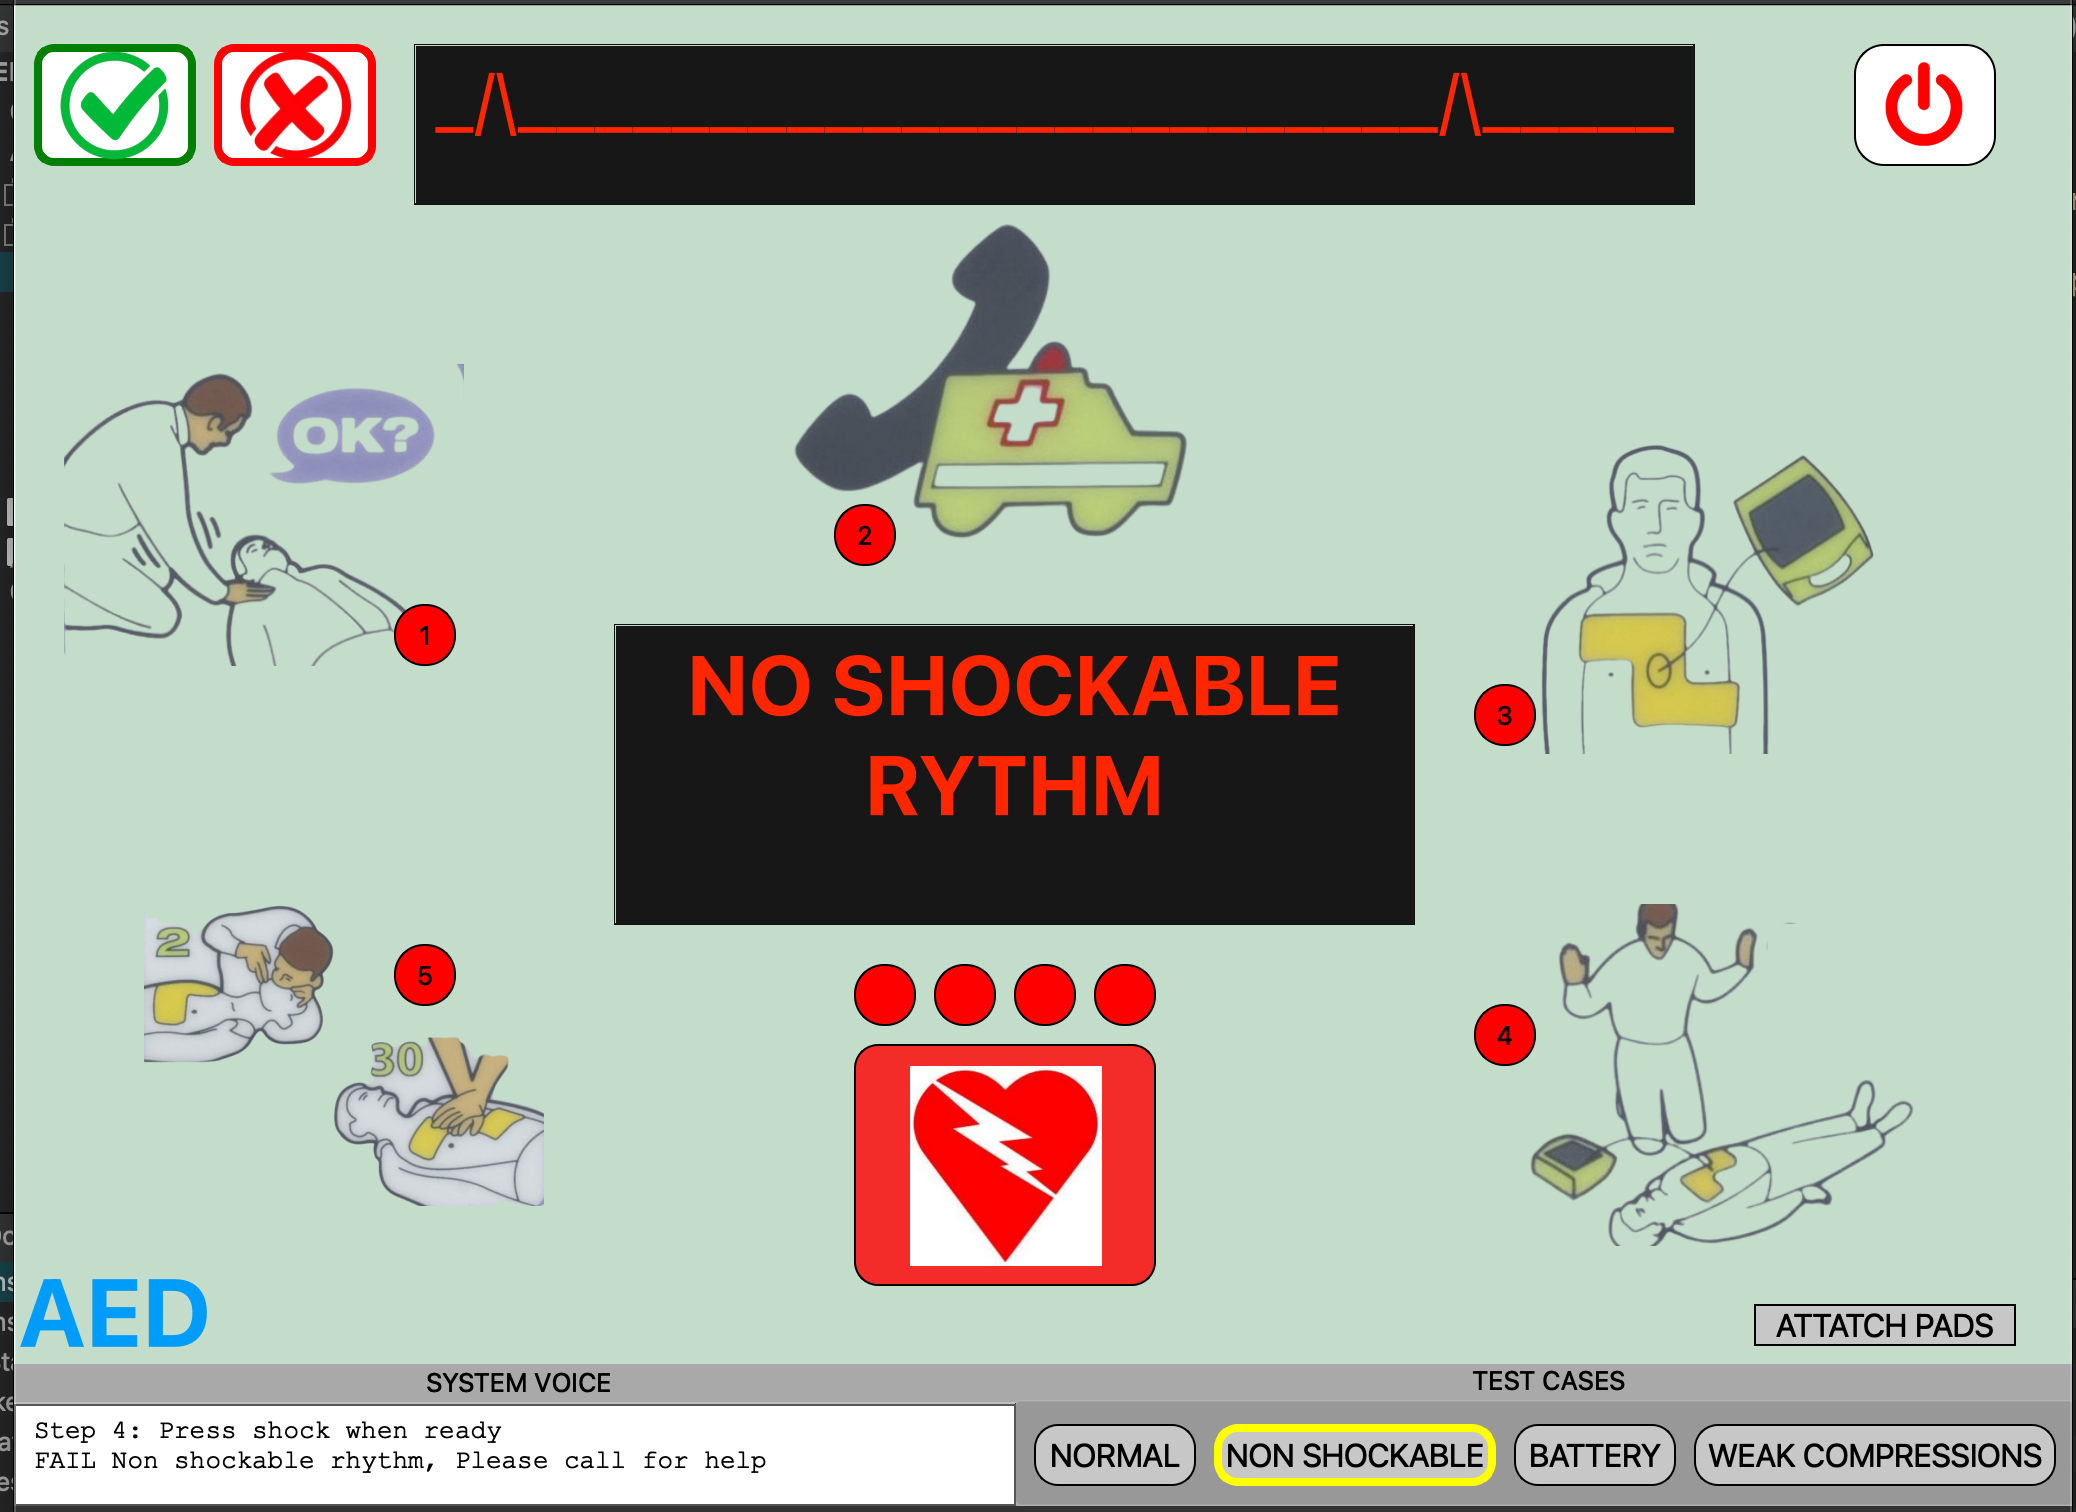 OK?
2
1
3
NO SHOCKABLE
RYTHM
2
5
30
4
AED
ATTATCH PADS
SYSTEM VOICE
TEST CASES
Step 4: Press shock when ready
FAIL Non shockable rhythm, Please call for help
NORMAL
NON SHOCKABLE
BATTERY
WEAK COMPRESSIONS